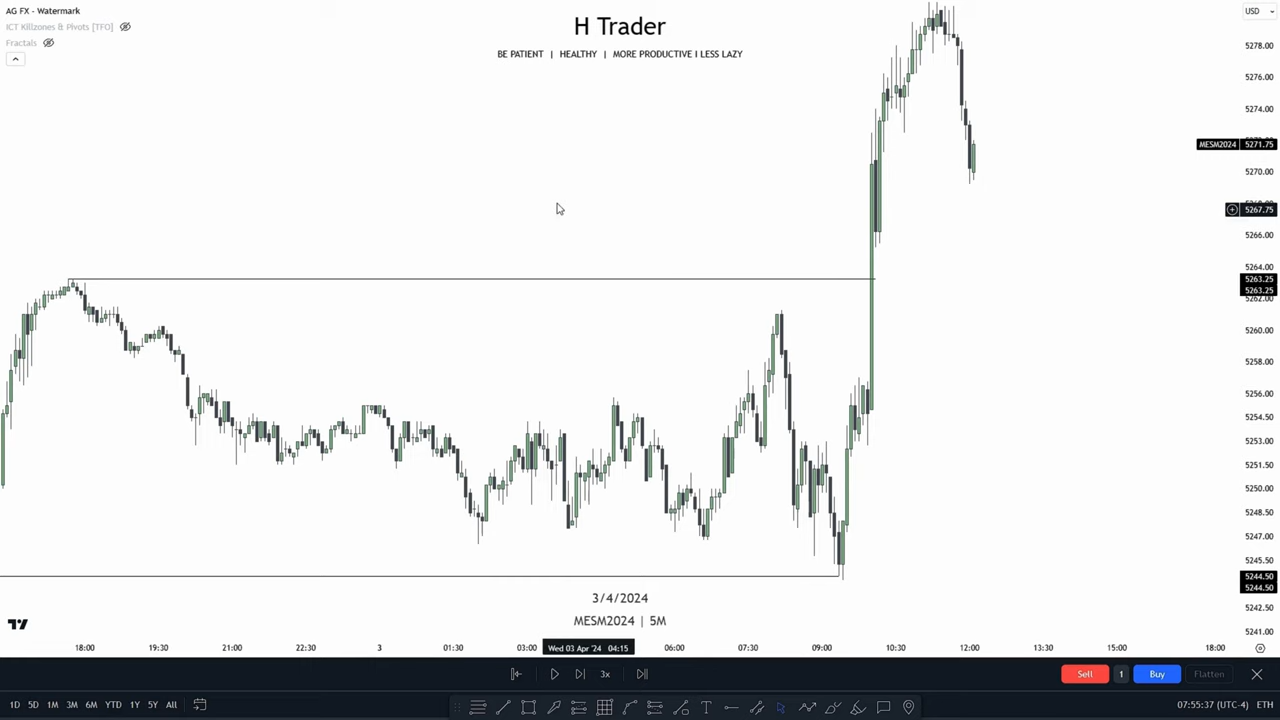 AG FX - Watermark
ICT Killzones & Pivots [TFO]
Fractals
H Trader
BE PATIENT | HEALTHY | MORE PRODUCTIVE I LESS LAZY
USD
5278.00
5276.00
5274.00
MESM2024 5271.75
5270.00
5267.75
5266.00
5264.00
5263.25
5263.25
5262.00
5260.00
5258.00
5256.00
5254.50
5253.00
5251.50
5250.00
5248.50
5247.00
5245.50
5244.50
5244.50
5242.50
5241.00
3/4/2024
MESM2024 | 5M
18:00 19:30 21:00 22:30 3 01:30 03:00 Wed 03 Apr '24 04:15 06:00 07:30 09:00 10:30 12:00 13:30 15:00 18:00
3x
Sell 1 Buy Flatten
1D 5D 1M 3M 6M YTD 1Y 5Y All
07:55:37 (UTC-4) ETH